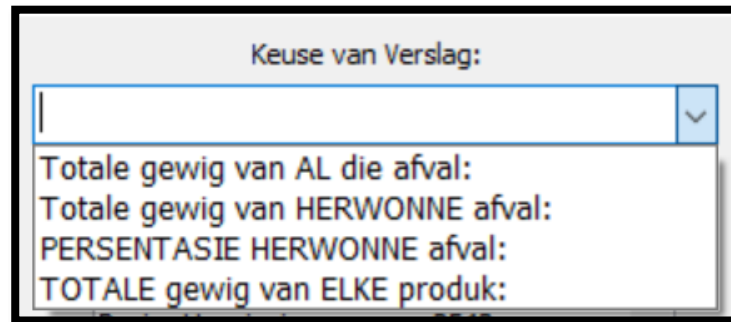 Keuse van Verslag:
Totale gewig van AL die afval:
Totale gewig van HERWONNE afval:
PERSENTASIE HERWONNE afval:
TOTALE gewig van ELKE produk: